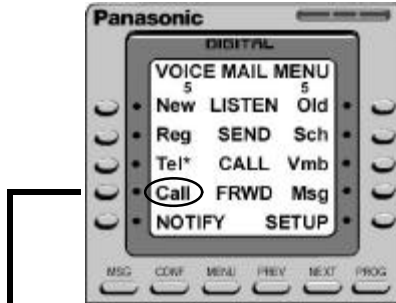 Panasonic
DIGITAL
VOICE MAIL MENU
5 5
New LISTEN Old
Reg SEND Sch
Tel* CALL Vmb
Call FRWD Msg
NOTIFY SETUP
MSG CONF MENU PREV NEXT PROG